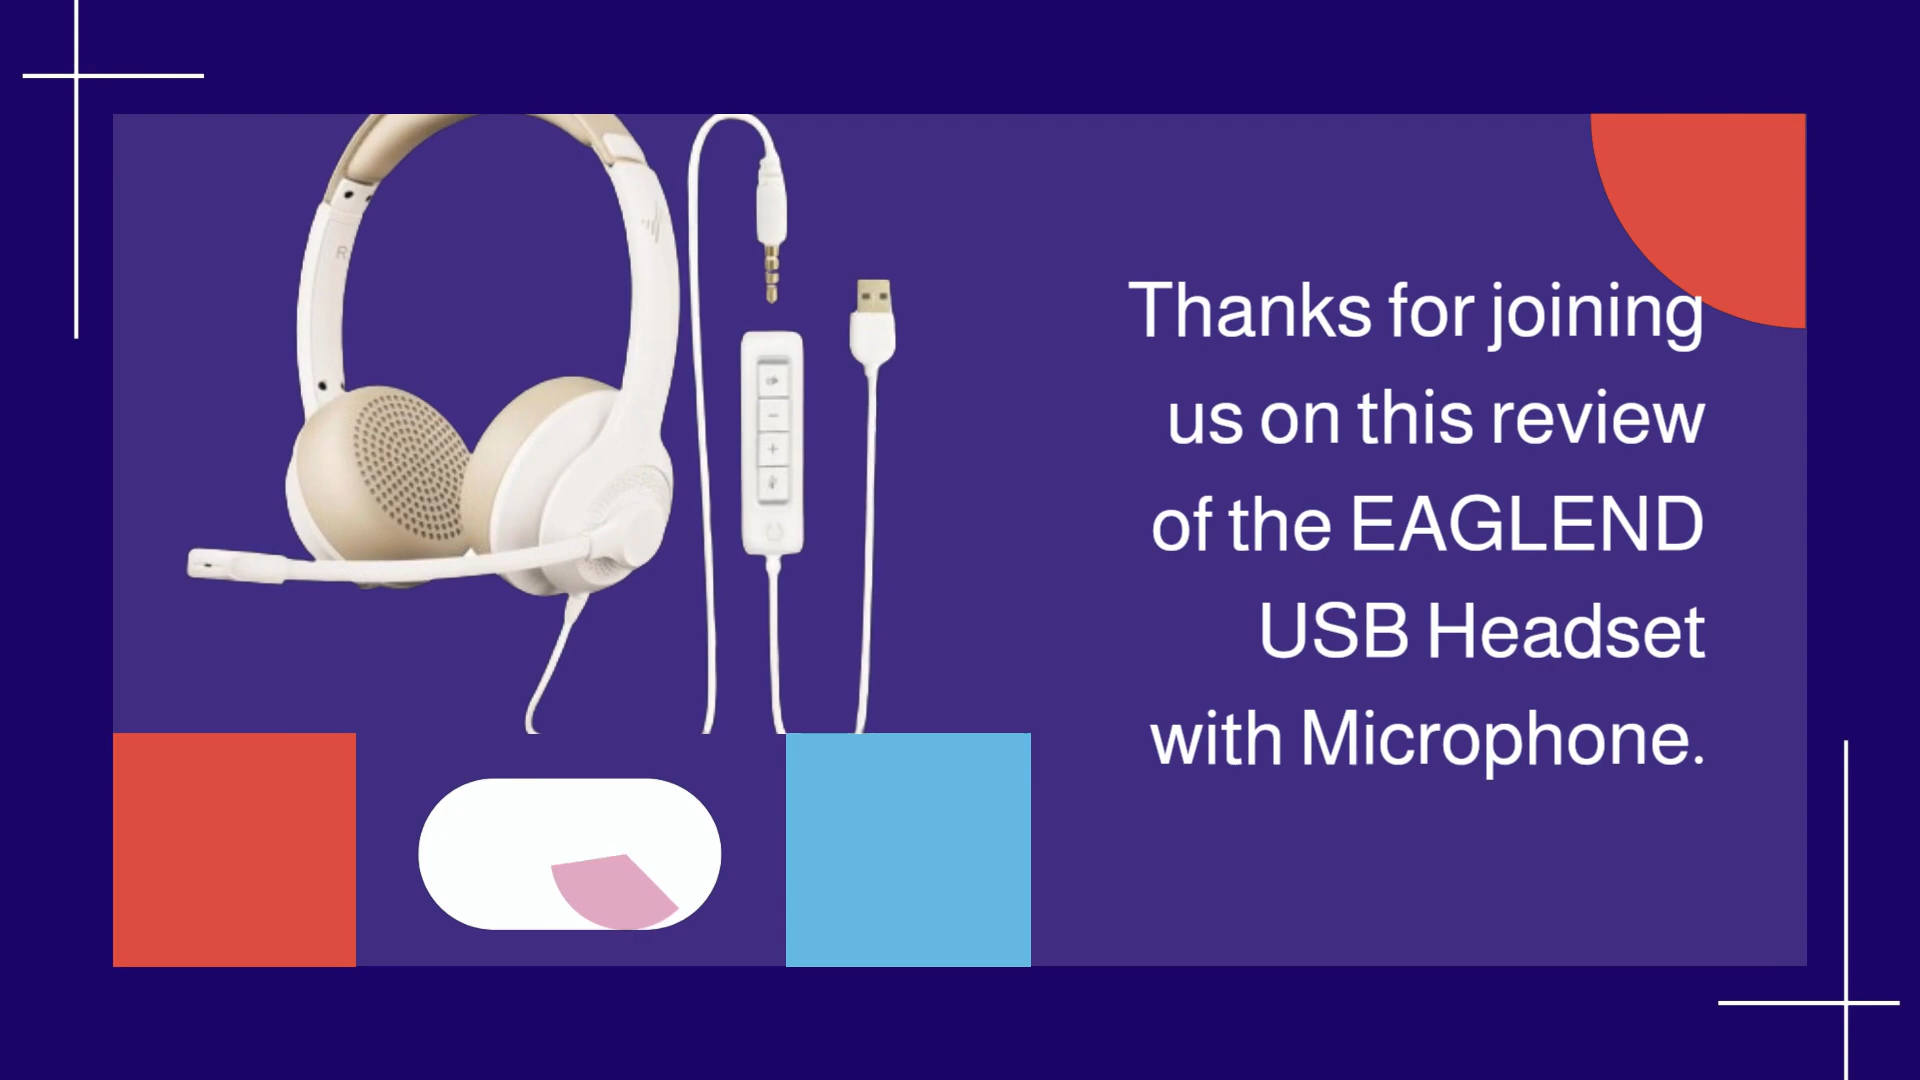 R
Thanks for joining
us on this review
of the EAGLEND
USB Headset
with Microphone.